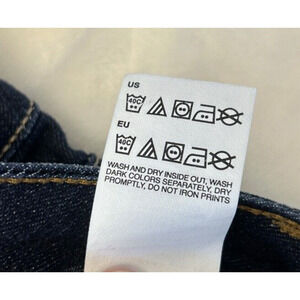 US
40C
EU
40C
WASH AND DRY INSIDE OUT, WASH
DARK COLORS SEPARATELY, DRY
PROMPTLY, DO NOT IRON PRINTS